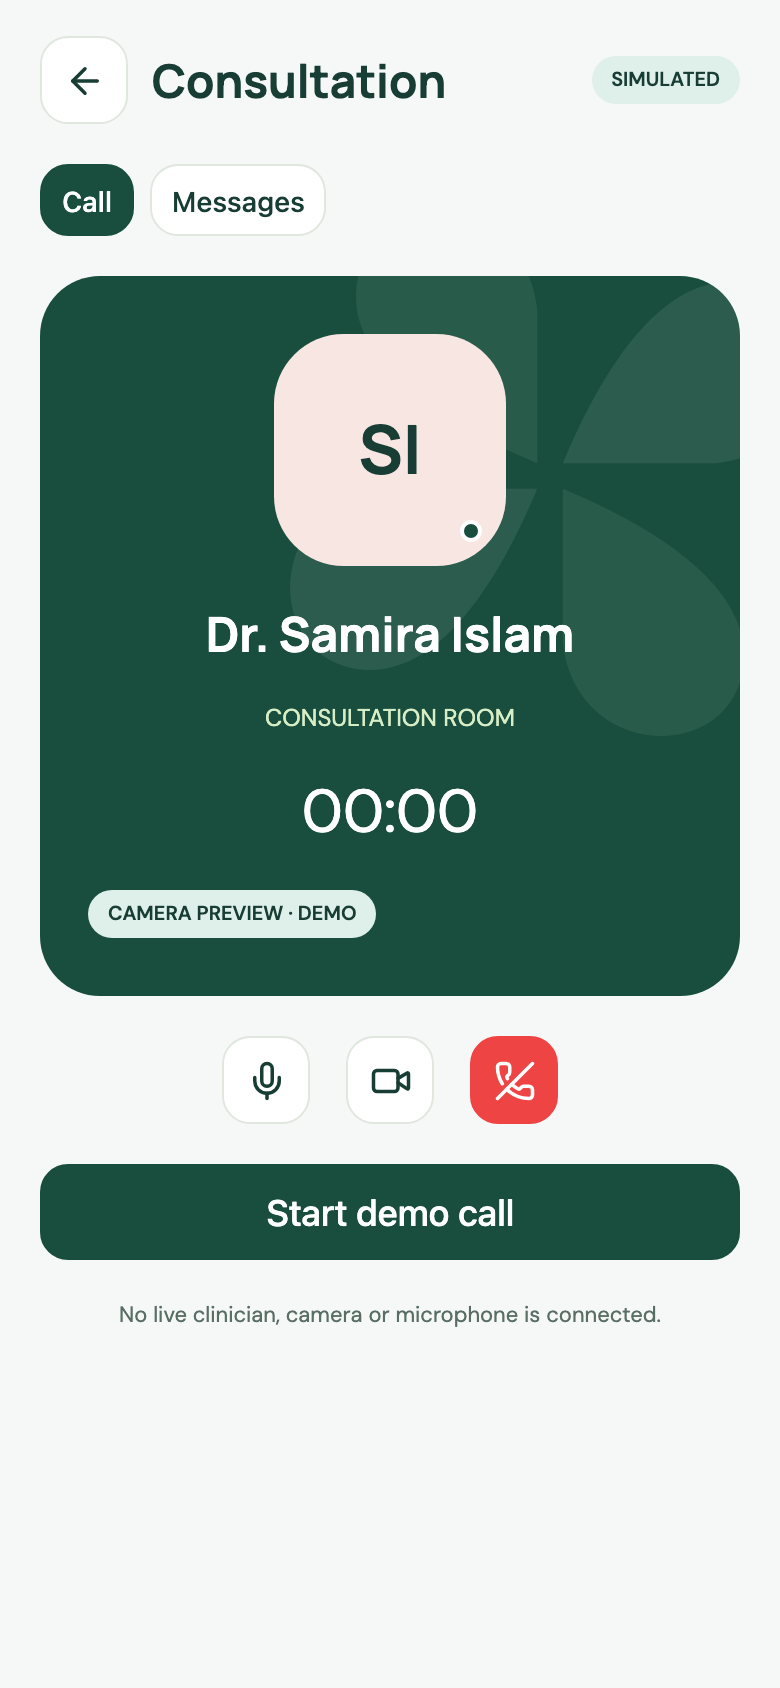 Consultation
SIMULATED
Call
Messages
SI
Dr. Samira Islam
CONSULTATION ROOM
00:00
CAMERA PREVIEW · DEMO
Start demo call
No live clinician, camera or microphone is connected.